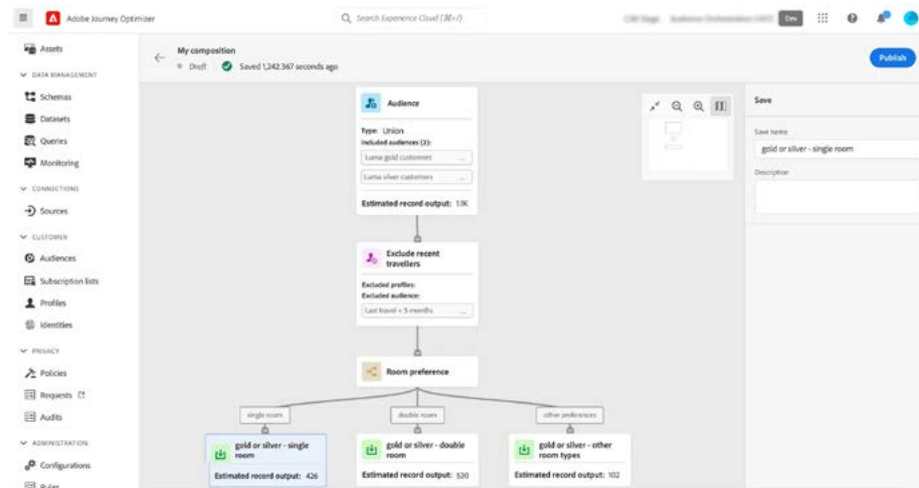 Adobe Journey Optimizer
Search Experience Cloud (⌘+/)
Dev
Assets
DATA MANAGEMENT
Schemas
Datasets
Queries
Monitoring
CONNECTIONS
Sources
CUSTOMER
Audiences
Subscription lists
Profiles
Identities
PRIVACY
Policies
Requests
Audits
ADMINISTRATION
Configurations
Rules
My composition
Draft
Saved 1,242.367 seconds ago
Publish
Audience
Type: Union
Included audiences (2):
Luma gold customers ...
Luma silver customers ...
Estimated record output: 1.1K
Exclude recent
travellers
Excluded profiles:
Excluded audience:
Last travel < 3 months ...
Room preference
single room
double room
other preferences
gold or silver - single
room
Estimated record output: 426
gold or silver - double
room
Estimated record output: 520
gold or silver - other
room types
Estimated record output: 102
Save
Save name
gold or silver - single room
Description